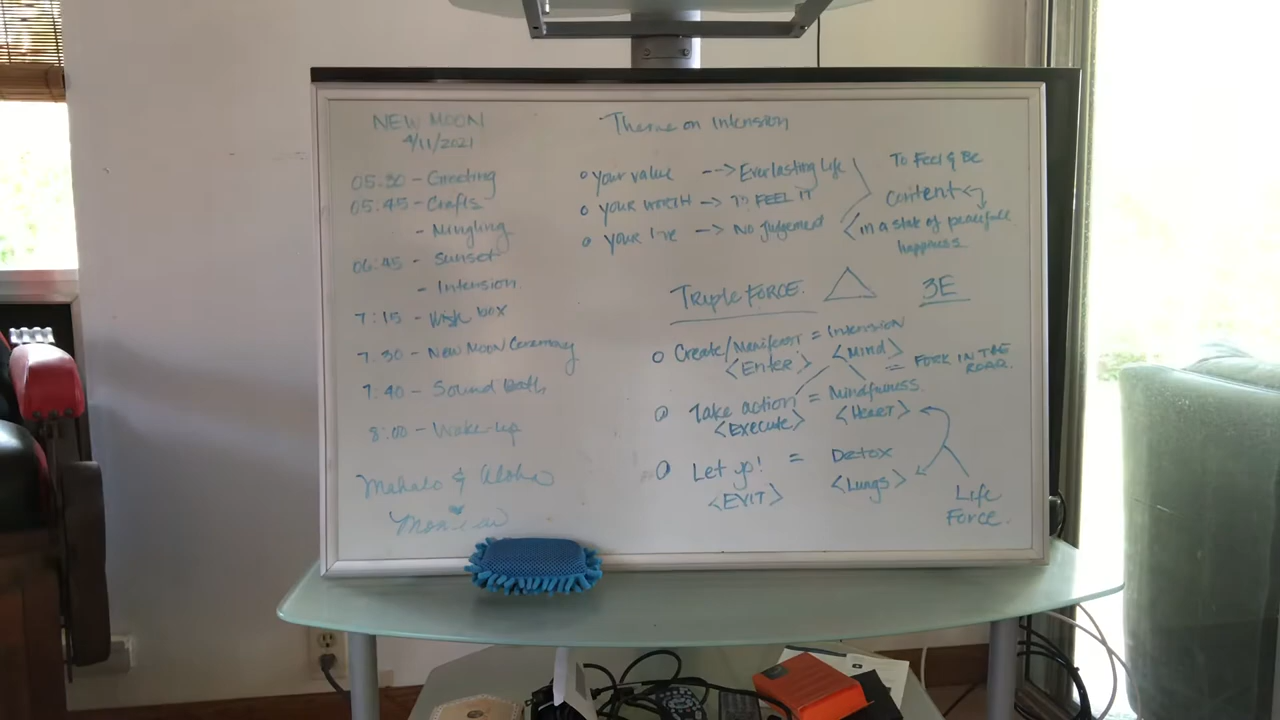 NEW MOON
4/11/2021
05:30 - Greeting
05:45 - Crafts
- Mingling
06:45 - Sunset
- Intension
7:15 - Wish box
7:30 - New Moon Ceremony
7:40 - Sound Bath
8:00 - Wake-up
Mahalo & Aloha
Theme on Intension
your value --> Everlasting Life
your WORTH --> TO FEEL IT
your --> No Judgement
To Feel & Be
Content
in a state of peacefull
happiness
Triple FORCE. 3E
Create/Manifest = Intension
<Enter> <Mind>
= FORK IN THE
ROAD.
Take action = Mindfulness
<Execute> <Heart>
Let go! = Detox
<EXIT> <Lungs>
Life
Force.